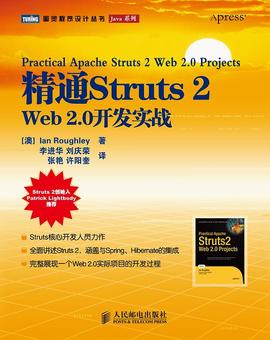 TURING 图灵程序设计丛书 Java 系列
Apress
Practical Apache Struts 2 Web 2.0 Projects
精通Struts 2
Web 2.0开发实战
[澳] Ian Roughley 著
李进华 刘庆荣
张艳 许阳奎 译
Struts 2创始人
Patrick Lightbody
推荐
Struts核心开发人员力作
全面讲述Struts 2、涵盖与Spring、Hibernate的集成
完整展现一个Web 2.0实际项目的开发过程
Practical Apache
Struts2
Web 2.0 Projects
人民邮电出版社
POSTS & TELECOM PRESS